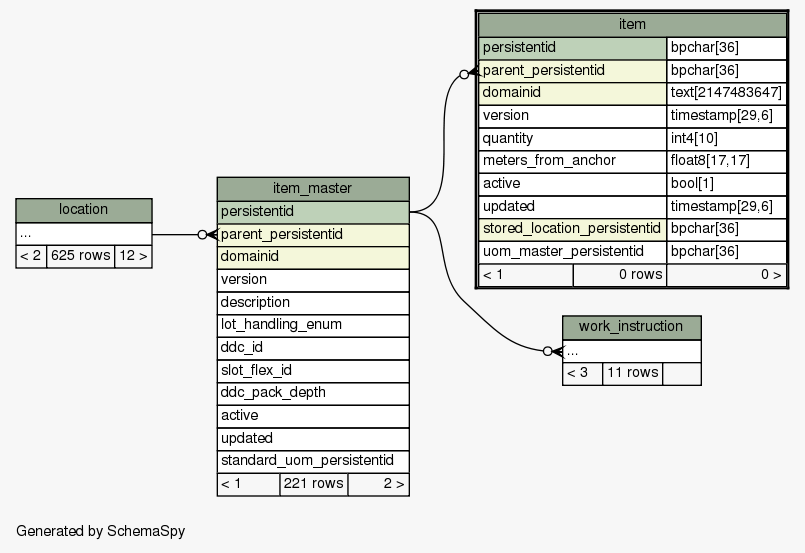 item
persistentid bpchar[36]
parent_persistentid bpchar[36]
domainid text[2147483647]
version timestamp[29,6]
quantity int4[10]
meters_from_anchor float8[17,17]
active bool[1]
updated timestamp[29,6]
stored_location_persistentid bpchar[36]
uom_master_persistentid bpchar[36]
< 1 0 rows 0 >
item_master
persistentid
parent_persistentid
domainid
version
description
lot_handling_enum
ddc_id
slot_flex_id
ddc_pack_depth
active
updated
standard_uom_persistentid
< 1 221 rows 2 >
location
...
< 2 625 rows 12 >
work_instruction
...
< 3 11 rows
Generated by SchemaSpy